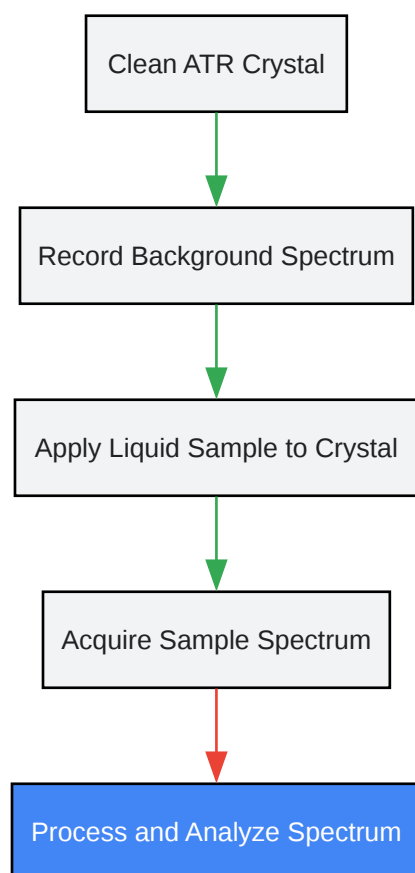 Clean ATR Crystal
Record Background Spectrum
Apply Liquid Sample to Crystal
Acquire Sample Spectrum
Process and Analyze Spectrum